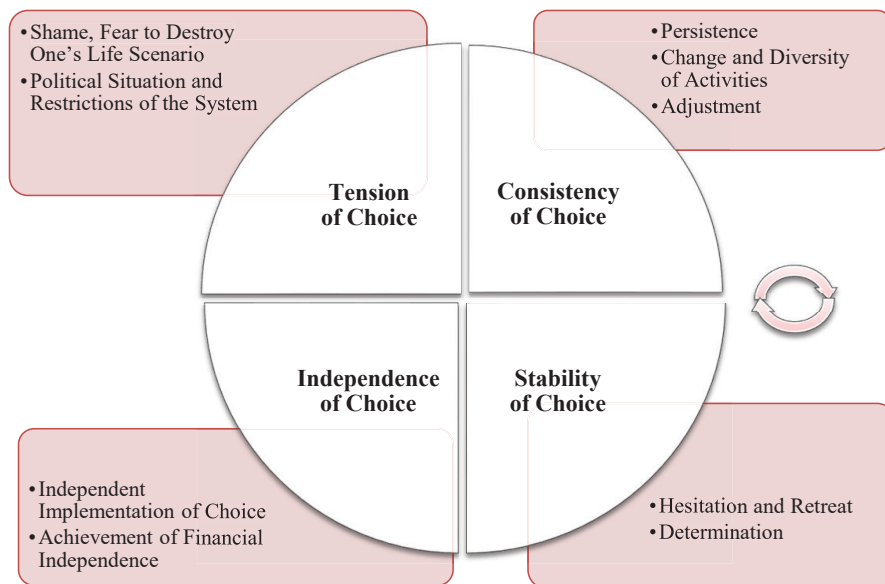 •Shame, Fear to Destroy
One's Life Scenario
•Political Situation and
Restrictions of the System
•Persistence
•Change and Diversity
of Activities
•Adjustment
Tension
of Choice
Consistency
of Choice
Independence
of Choice
Stability
of Choice
•Independent
Implementation of Choice
•Achievement of Financial
Independence
•Hesitation and Retreat
•Determination